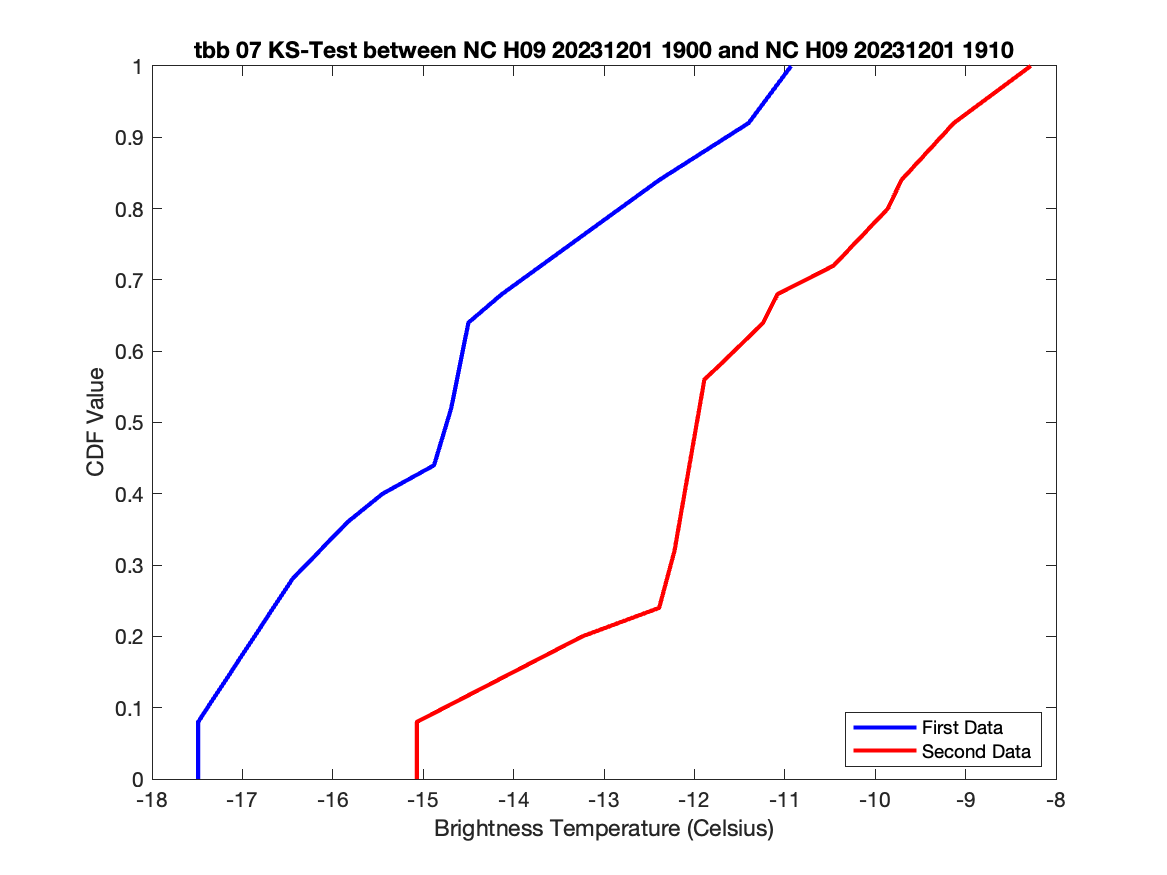 tbb 07 KS-Test between NC H09 20231201 1900 and NC H09 20231201 1910
1
0.9
0.8
0.7
0.6
0.5
0.4
0.3
0.2
0.1
0
CDF Value
First Data
Second Data
-18 -17 -16 -15 -14 -13 -12 -11 -10 -9 -8
Brightness Temperature (Celsius)